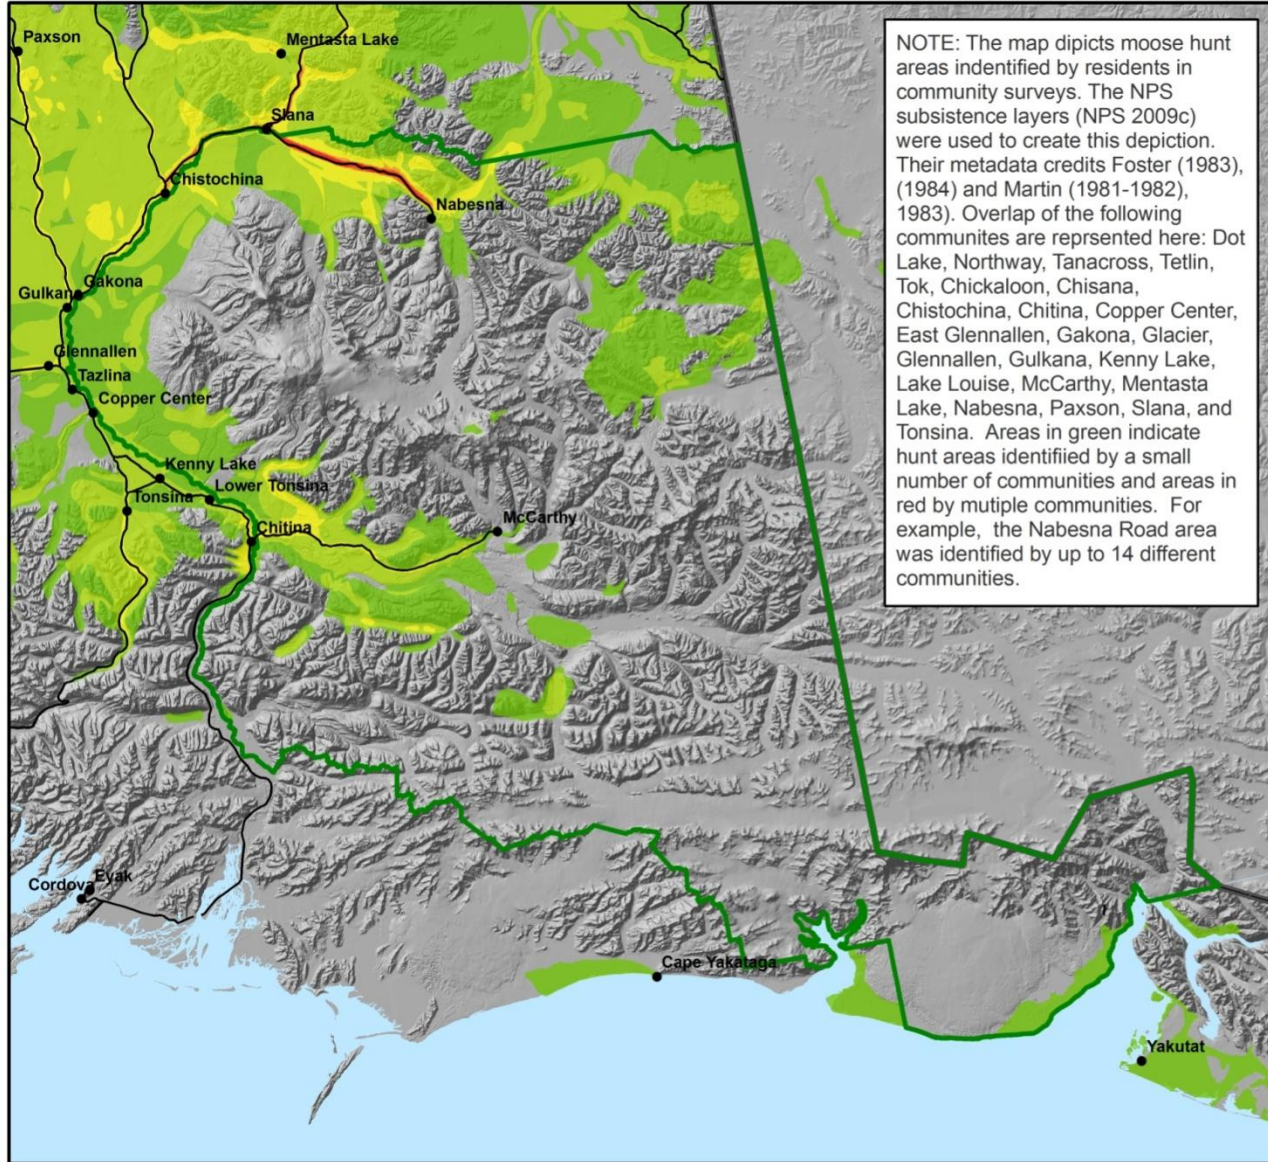 Paxson
Mentasta Lake
Slana
Chistochina
Nabesna
Gakona
Gulkana
Glennallen
Tazlina
Copper Center
Kenny Lake
Lower Tonsina
Tonsina
Chitina
McCarthy
Eyak
Cordova
Cape Yakataga
Yakutat
NOTE: The map dipicts moose hunt
areas indentified by residents in
community surveys. The NPS
subsistence layers (NPS 2009c)
were used to create this depiction.
Their metadata credits Foster (1983),
(1984) and Martin (1981-1982),
1983). Overlap of the following
communites are reprsented here: Dot
Lake, Northway, Tanacross, Tetlin,
Tok, Chickaloon, Chisana,
Chistochina, Chitina, Copper Center,
East Glennallen, Gakona, Glacier,
Glennallen, Gulkana, Kenny Lake,
Lake Louise, McCarthy, Mentasta
Lake, Nabesna, Paxson, Slana, and
Tonsina. Areas in green indicate
hunt areas identifiied by a small
number of communities and areas in
red by mutiple communities. For
example, the Nabesna Road area
was identified by up to 14 different
communities.